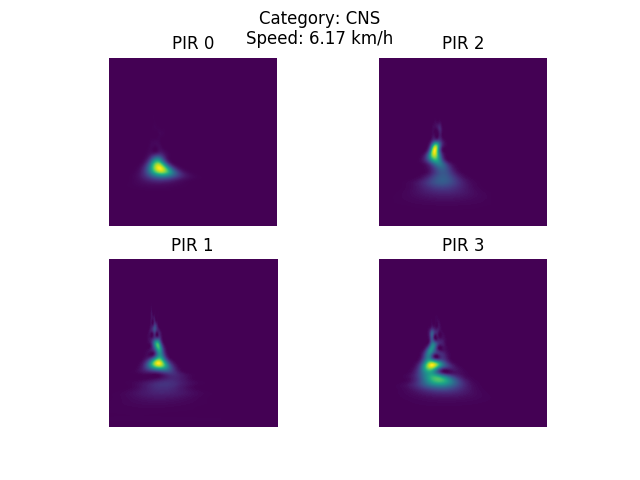 Category: CNS
Speed: 6.17 km/h
PIR 0
PIR 2
PIR 1
PIR 3